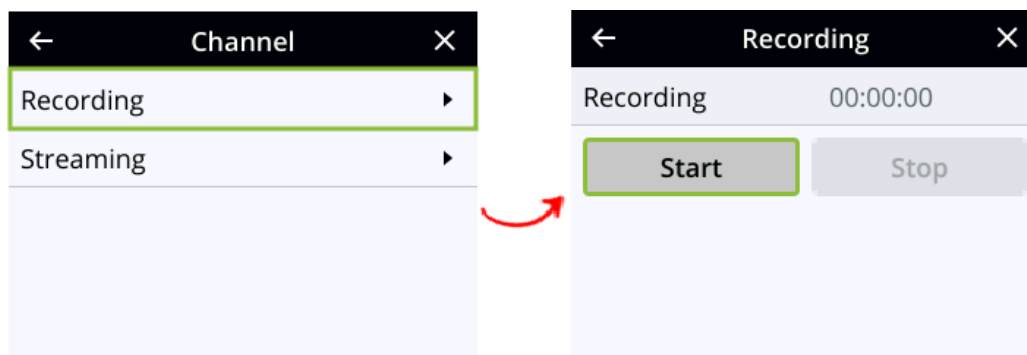 Channel
Recording
Streaming
Recording
Recording 00:00:00
Start Stop